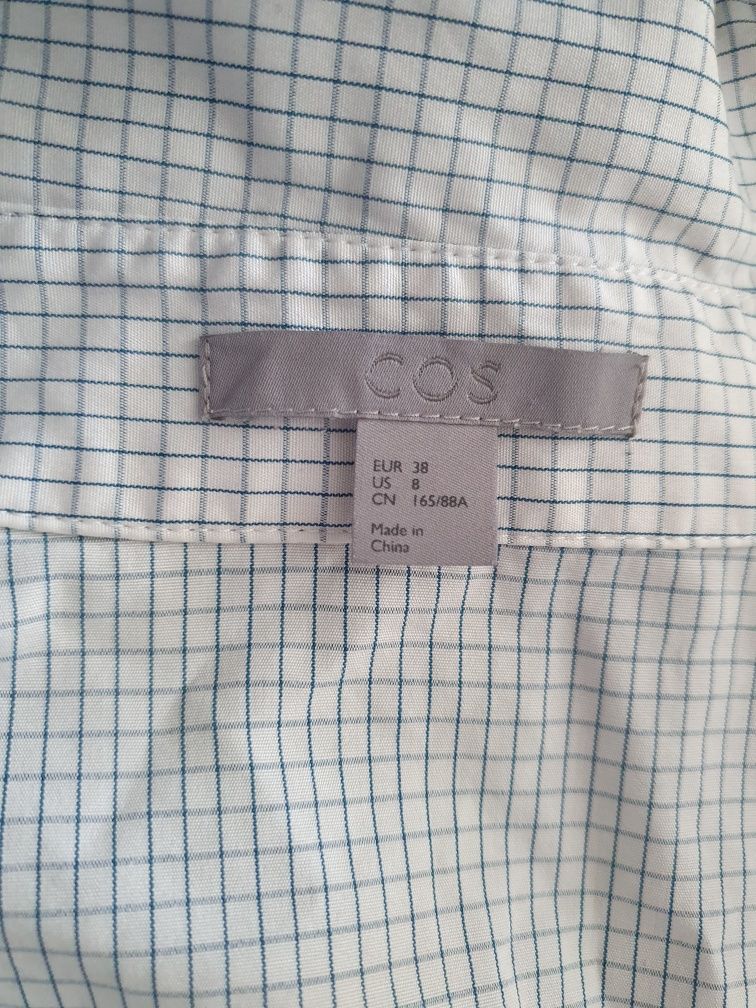 COS
EUR 38
US 8
CN 165/88A
Made in
China